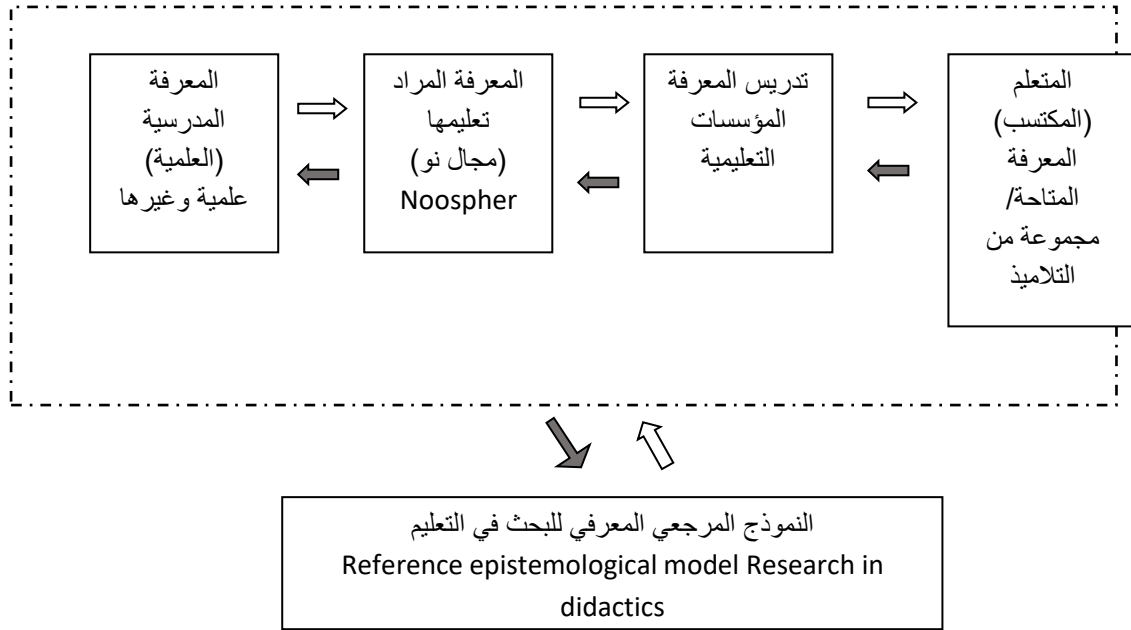 المعرفة
المدرسية
(العلمية)
علمية وغيرها
المعرفة المراد
تعليمها
(مجال نو)
Noospher
تدريس المعرفة
المؤسسات
التعليمية
المتعلم
(المكتسب)
المعرفة
المتاحة/
مجموعة من
التلاميذ
النموذج المرجعي المعرفي للبحث في التعليم
Reference epistemological model Research in
didactics